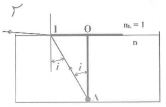 I O n₀ = 1
n
i i
A